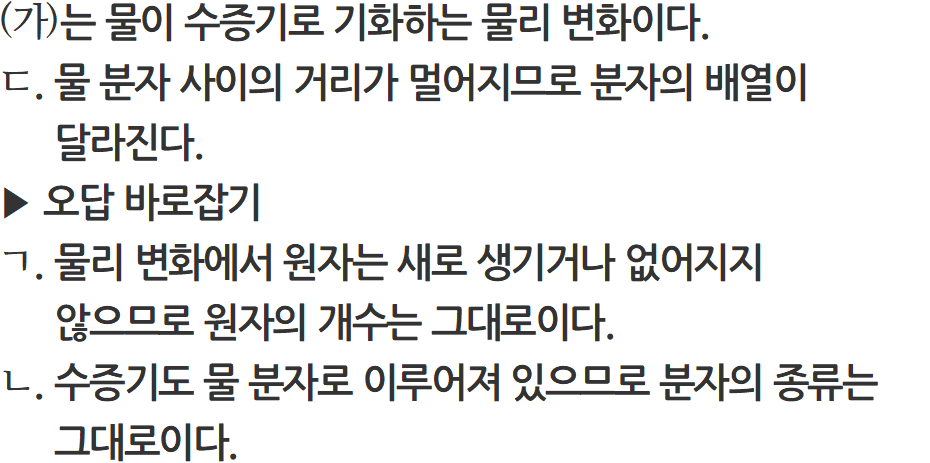 (가)는 물이 수증기로 기화하는 물리 변화이다.
ㄷ. 물 분자 사이의 거리가 멀어지므로 분자의 배열이
달라진다.
▶ 오답 바로잡기
ㄱ. 물리 변화에서 원자는 새로 생기거나 없어지지
않으므로 원자의 개수는 그대로이다.
ㄴ. 수증기도 물 분자로 이루어져 있으므로 분자의 종류는
그대로이다.